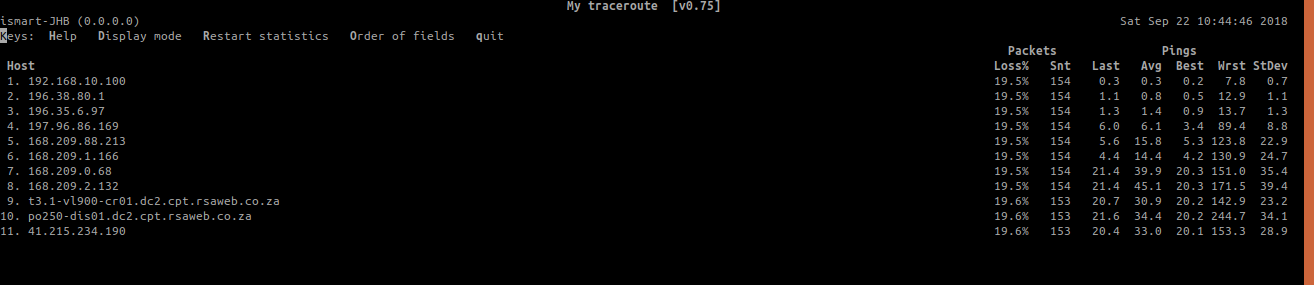 My traceroute  [v0.75]
ismart-JHB (0.0.0.0) Sat Sep 22 10:44:46 2018
Keys:  Help   Display mode   Restart statistics   Order of fields   quit
Packets Pings
Host Loss% Snt Last Avg Best Wrst StDev
1. 192.168.10.100 19.5% 154 0.3 0.3 0.2 7.8 0.7
2. 196.38.80.1 19.5% 154 1.1 0.8 0.5 12.9 1.1
3. 196.35.6.97 19.5% 154 1.3 1.4 0.9 13.7 1.3
4. 197.96.86.169 19.5% 154 6.0 6.1 3.4 89.4 8.8
5. 168.209.88.213 19.5% 154 5.6 15.8 5.3 123.8 22.9
6. 168.209.1.166 19.5% 154 4.4 14.4 4.2 130.9 24.7
7. 168.209.0.68 19.5% 154 21.4 39.9 20.3 151.0 35.4
8. 168.209.2.132 19.5% 154 21.4 45.1 20.3 171.5 39.4
9. t3.1-vl900-cr01.dc2.cpt.rsaweb.co.za 19.6% 153 20.7 30.9 20.2 142.9 23.2
10. po250-dis01.dc2.cpt.rsaweb.co.za 19.6% 153 21.6 34.4 20.2 244.7 34.1
11. 41.215.234.190 19.6% 153 20.4 33.0 20.1 153.3 28.9